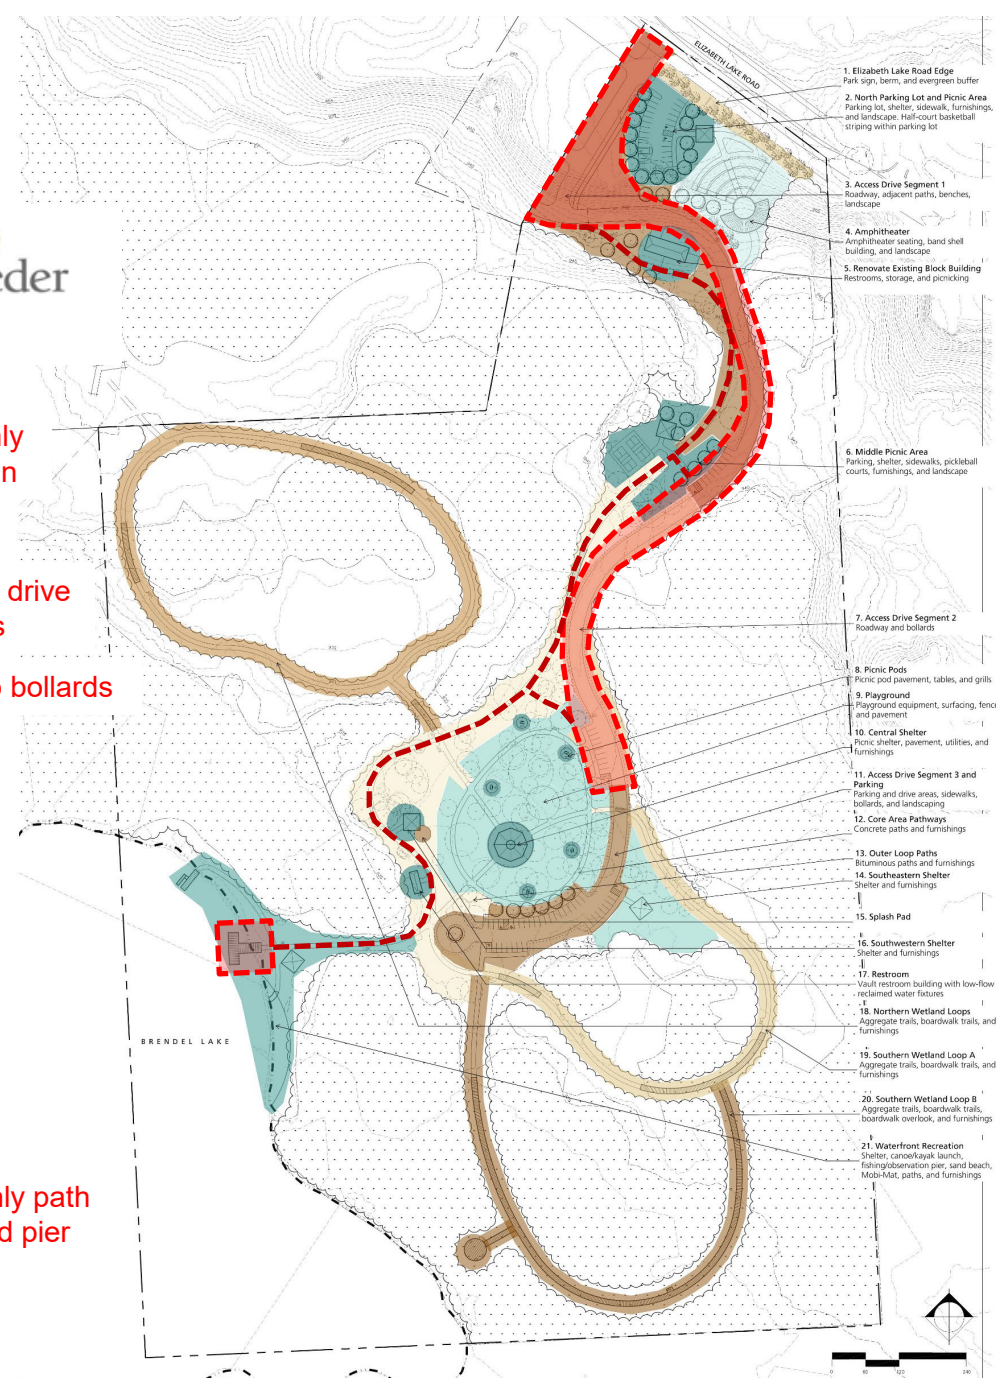 ELIZABETH LAKE ROAD
1. Elizabeth Lake Road Edge
Park sign, berm, and evergreen buffer
2. North Parking Lot and Picnic Area
Parking lot, shelter, sidewalk, furnishings,
and landscape. Half-court basketball
striping within parking lot
3. Access Drive Segment 1
Roadway, adjacent paths, benches,
landscape
4. Amphitheater
Amphitheater seating, band shell
building, and landscape
5. Renovate Existing Block Building
Restrooms, storage, and picnicking
eder
nly
n
drive
s
bollards
6. Middle Picnic Area
Parking, shelter, sidewalks, pickleball
courts, furnishings, and landscape
7. Access Drive Segment 2
Roadway and bollards
8. Picnic Pods
Picnic pod pavement, tables, and grills
9. Playground
Playground equipment, surfacing, fence
and pavement
10. Central Shelter
Picnic shelter, pavement, utilities, and
furnishings
11. Access Drive Segment 3 and
Parking
Parking and drive areas, sidewalks,
bollards, and landscaping
12. Core Area Pathways
Concrete paths and furnishings
13. Outer Loop Paths
Bituminous paths and furnishings
14. Southeastern Shelter
Shelter and furnishings
15. Splash Pad
16. Southwestern Shelter
Shelter and furnishings
17. Restroom
Vault restroom building with low-flow
reclaimed water fixtures
18. Northern Wetland Loops
Aggregate trails, boardwalk trails, and
furnishings
19. Southern Wetland Loop A
Aggregate trails, boardwalk trails, and
furnishings
20. Southern Wetland Loop B
Aggregate trails, boardwalk trails,
boardwalk overlook, and furnishings
21. Waterfront Recreation
Shelter, canoe/kayak launch,
fishing/observation pier, sand beach,
Mobi-Mat, paths, and furnishings
BRENDEL LAKE
nly path
d pier
0 60 120 240